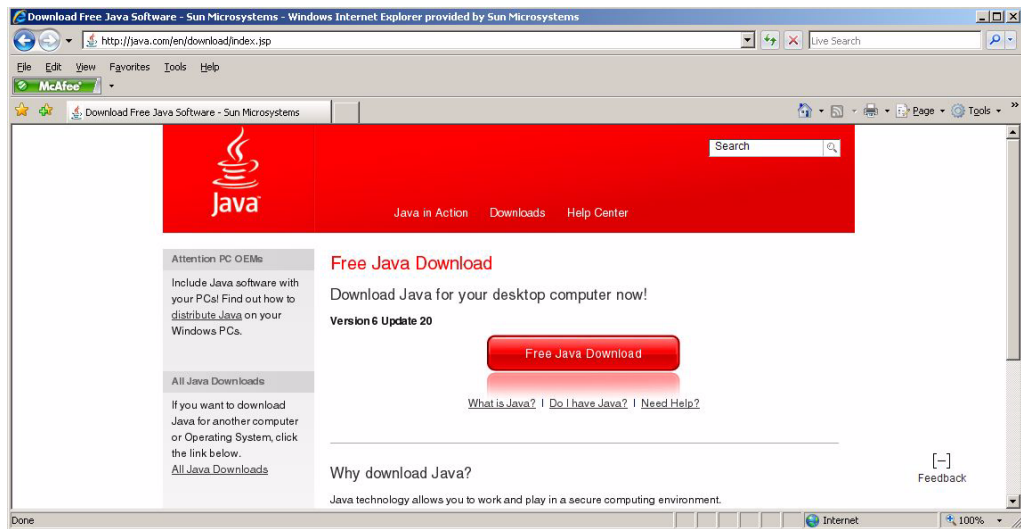 Download Free Java Software - Sun Microsystems - Windows Internet Explorer provided by Sun Microsystems
http://java.com/en/download/index.jsp
Live Search
File Edit View Favorites Tools Help
McAfee
Download Free Java Software - Sun Microsystems
Page Tools
Java
Search
Java in Action Downloads Help Center
Attention PC OEMs
Include Java software with
your PCs! Find out how to
distribute Java on your
Windows PCs.
All Java Downloads
If you want to download
Java for another computer
or Operating System, click
the link below.
All Java Downloads
Free Java Download
Download Java for your desktop computer now!
Version 6 Update 20
Free Java Download
What is Java? | Do I have Java? | Need Help?
Why download Java?
Java technology allows you to work and play in a secure computing environment.
[–]
Feedback
Done
Internet
100%